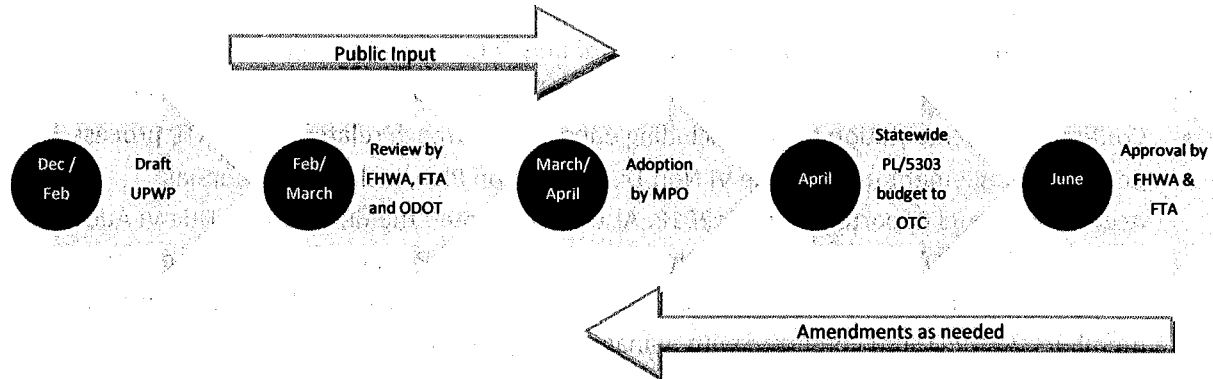 Public Input
Dec /
Feb
Draft
UPWP
Feb/
March
Review by
FHWA, FTA
and ODOT
March/
April
Adoption
by MPO
April
Statewide
PL/5303
budget to
OTC
June
Approval by
FHWA &
FTA
Amendments as needed